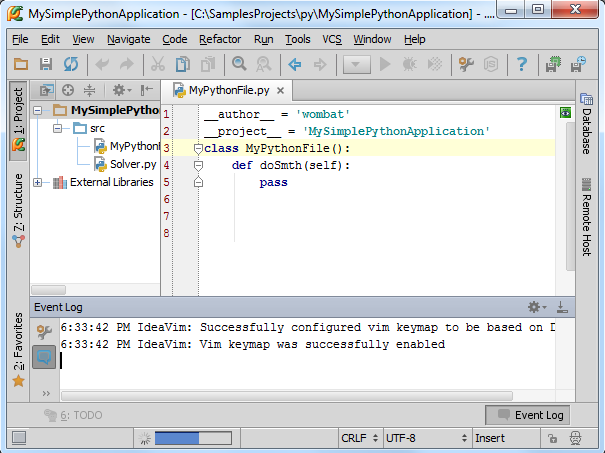 MySimplePythonApplication - [C:\SamplesProjects\py\MySimplePythonApplication] - ....
File Edit View Navigate Code Refactor Run Tools VCS Window Help
MyPythonFile.py
1: Project
Z: Structure
2: Favorites
MySimplePytho
src
MyPython
Solver.py
External Libraries
1 __author__ = 'wombat'
2 __project__ = 'MySimplePythonApplication'
3 class MyPythonFile():
4 def doSmth(self):
5 pass
6
7
8
Database
Remote Host
Event Log
6:33:42 PM IdeaVim: Successfully configured vim keymap to be based on D
6:33:42 PM IdeaVim: Vim keymap was successfully enabled
6: TODO
Event Log
CRLF UTF-8 Insert